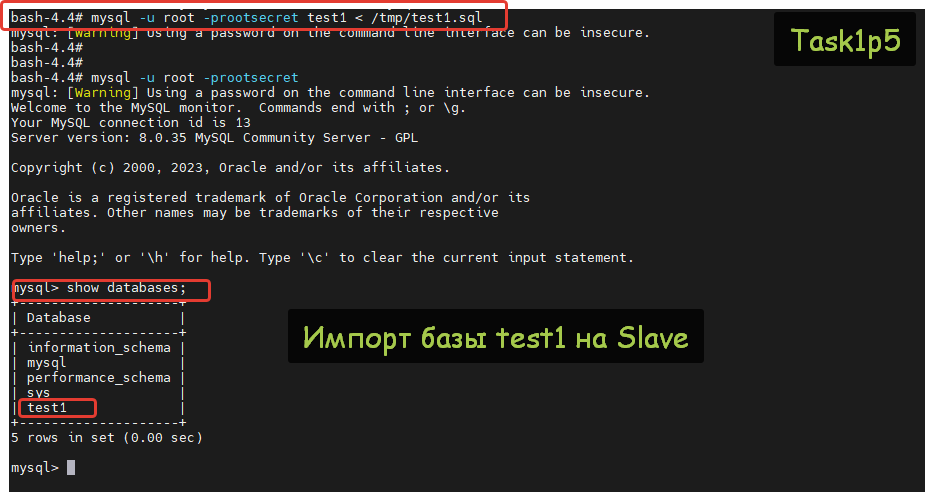 bash-4.4# mysql -u root -prootsecret test1 < /tmp/test1.sql
mysql: [Warning] Using a password on the command line interface can be insecure.
Task1p5
bash-4.4#
bash-4.4#
bash-4.4# mysql -u root -prootsecret
mysql: [Warning] Using a password on the command line interface can be insecure.
Welcome to the MySQL monitor.  Commands end with ; or \g.
Your MySQL connection id is 13
Server version: 8.0.35 MySQL Community Server - GPL
Copyright (c) 2000, 2023, Oracle and/or its affiliates.
Oracle is a registered trademark of Oracle Corporation and/or its
affiliates. Other names may be trademarks of their respective
owners.
Type 'help;' or '\h' for help. Type '\c' to clear the current input statement.
mysql> show databases;
+--------------------+
| Database           |
+--------------------+
| information_schema |
| mysql              |
| performance_schema |
| sys                |
| test1              |
+--------------------+
Импорт базы test1 на Slave
5 rows in set (0.00 sec)
mysql>